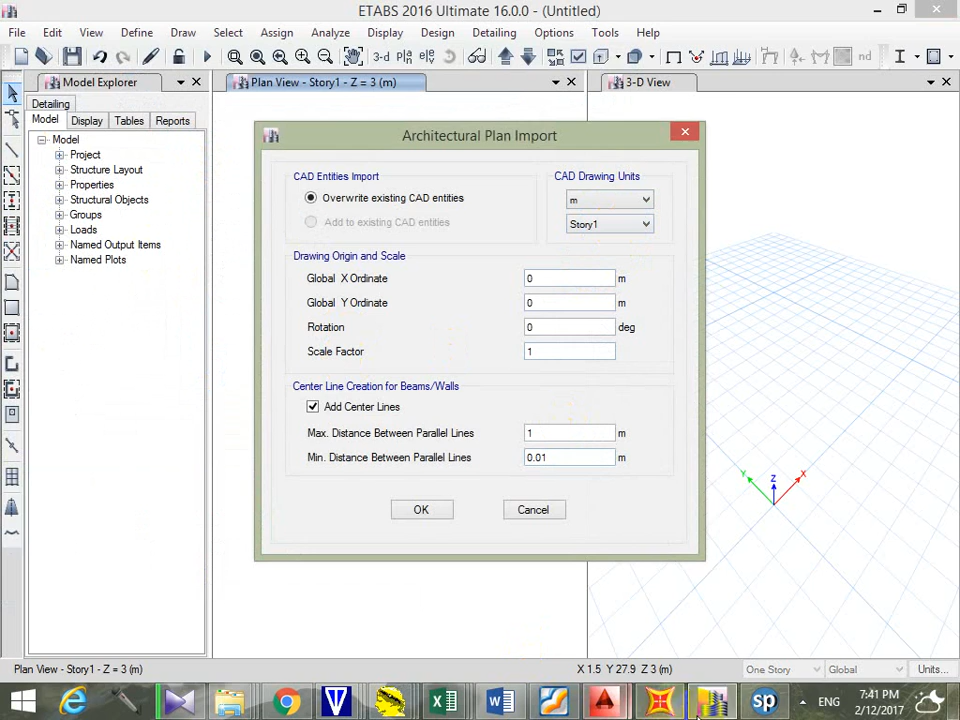 ETABS 2016 Ultimate 16.0.0 - (Untitled)
File Edit View Define Draw Select Assign Analyze Display Design Detailing Options Tools Help
3-d plan elev nd
Model Explorer
Plan View - Story1 - Z = 3 (m)
3-D View
Detailing
Model Display Tables Reports
Model
Project
Structure Layout
Properties
Structural Objects
Groups
Loads
Named Output Items
Named Plots
Architectural Plan Import
CAD Entities Import
Overwrite existing CAD entities
Add to existing CAD entities
CAD Drawing Units
m
Story1
Drawing Origin and Scale
Global X Ordinate 0 m
Global Y Ordinate 0 m
Rotation 0 deg
Scale Factor 1
Center Line Creation for Beams/Walls
Add Center Lines
Max. Distance Between Parallel Lines 1 m
Min. Distance Between Parallel Lines 0.01 m
OK Cancel
Y Z X
Plan View - Story1 - Z = 3 (m) X 1.5 Y 27.9 Z 3 (m) One Story Global Units...
Sp ENG 7:41 PM
2/12/2017